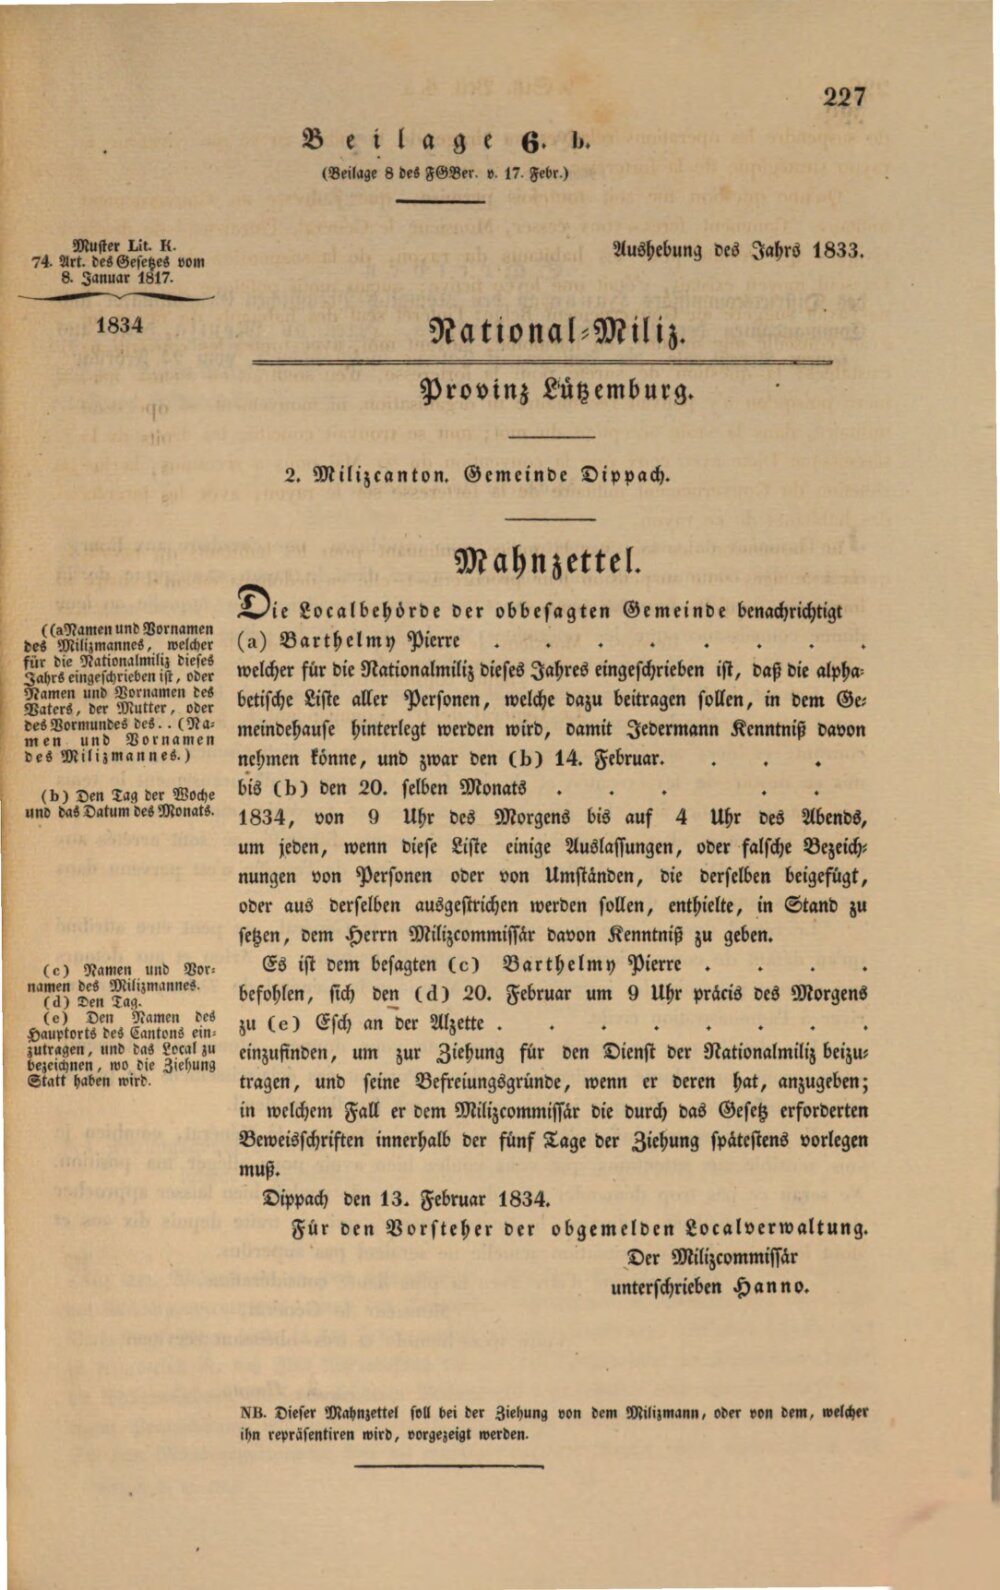 227
Beilage 6. b.
(Beilage 8 des FGBer. v. 17. Febr.)
Muster Lit. K.
74. Art. des Gesetzes vom
8. Januar 1817.
1834
Aushebung des Jahrs 1833.
National-Miliz.
Provinz Lützemburg.
2. Milizcanton. Gemeinde Dippach.
Mahnzettel.
Die Localbehörde der obbesagten Gemeinde benachrichtigt
(a) Barthelmy Pierre . . . . . . .
welcher für die Nationalmiliz dieses Jahres eingeschrieben ist, daß die alpha-
betische Liste aller Personen, welche dazu beitragen sollen, in dem Ge-
meindehause hinterlegt werden wird, damit Jedermann Kenntniß davon
nehmen könne, und zwar den (b) 14. Februar. . . .
bis (b) den 20. selben Monats . . . . .
1834, von 9 Uhr des Morgens bis auf 4 Uhr des Abends,
um jeden, wenn diese Liste einige Auslassungen, oder falsche Bezeich-
nungen von Personen oder von Umständen, die derselben beigefügt,
oder aus derselben ausgestrichen werden sollen, enthielte, in Stand zu
setzen, dem Herrn Milizcommissär davon Kenntniß zu geben.
Es ist dem besagten (c) Barthelmy Pierre . . . .
befohlen, sich den (d) 20. Februar um 9 Uhr präcis des Morgens
zu (e) Esch an der Alzette . . . . . . .
einzufinden, um zur Ziehung für den Dienst der Nationalmiliz beizu-
tragen, und seine Befreiungsgründe, wenn er deren hat, anzugeben;
in welchem Fall er dem Milizcommissär die durch das Gesetz erforderten
Beweisschriften innerhalb der fünf Tage der Ziehung spätestens vorlegen
muß.
Dippach den 13. Februar 1834.
Für den Vorsteher der obgemelden Localverwaltung.
Der Milizcommissär
unterschrieben Hanno.
((aNamen und Vornamen
des Milizmannes, welcher
für die Nationalmiliz dieses
Jahrs eingeschrieben ist, oder
Namen und Vornamen des
Vaters, der Mutter, oder
des Vormundes des.. (Na-
men und Vornamen
des Milizmannes.)
(b) Den Tag der Woche
und das Datum des Monats.
(c) Namen und Vor-
namen des Milizmannes.
(d) Den Tag.
(e) Den Namen des
Hauptorts des Cantons ein-
zutragen, und das Local zu
bezeichnen, wo die Ziehung
Statt haben wird.
NB. Dieser Mahnzettel soll bei der Ziehung von dem Milizmann, oder von dem, welcher
ihn repräsentiren wird, vorgezeigt werden.